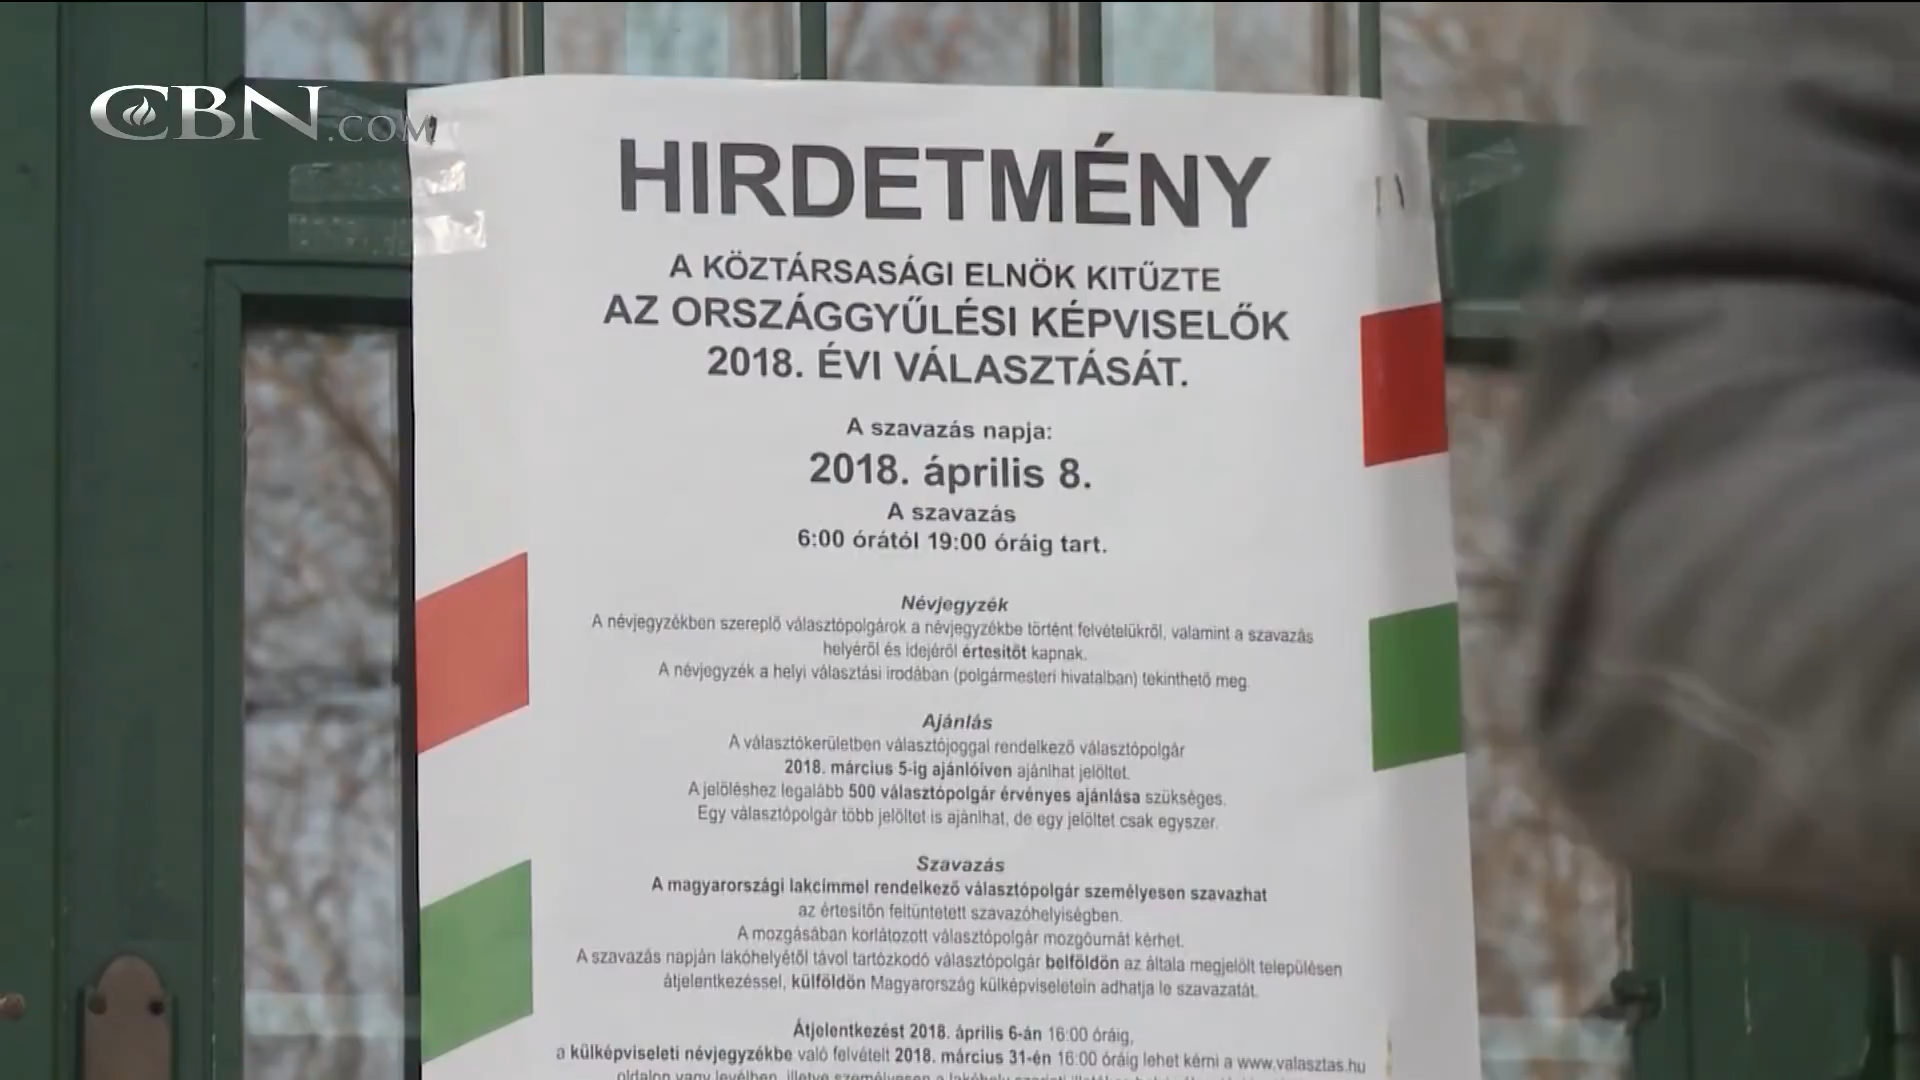 CBN.COM
HIRDETMÉNY
A KÖZTÁRSASÁGI ELNÖK KITŰZTE
AZ ORSZÁGGYŰLÉSI KÉPVISELŐK
2018. ÉVI VÁLASZTÁSÁT.
A szavazás napja:
2018. április 8.
A szavazás
6:00 órától 19:00 óráig tart.
Névjegyzék
A névjegyzékben szereplő választópolgárok a névjegyzékbe történt felvételükről, valamint a szavazás
helyéről és idejéről értesítőt kapnak.
A névjegyzék a helyi választási irodában (polgármesteri hivatalban) tekinthető meg.
Ajánlás
A választókerületben választójoggal rendelkező választópolgár
2018. március 5-ig ajánlóíven ajánlhat jelöltet.
A jelöléshez legalább 500 választópolgár érvényes ajánlása szükséges.
Egy választópolgár több jelöltet is ajánlhat, de egy jelöltet csak egyszer.
Szavazás
A magyarországi lakcímmel rendelkező választópolgár személyesen szavazhat
az értesítőn feltüntetett szavazóhelyiségben.
A mozgásában korlátozott választópolgár mozgóurnát kérhet.
A szavazás napján lakóhelyétől távol tartózkodó választópolgár belföldön az általa megjelölt településen
átjelentkezéssel, külföldön Magyarország külképviseletein adhatja le szavazatát.
Átjelentkezést 2018. április 6-án 16:00 óráig,
a külképviseleti névjegyzékbe való felvételt 2018. március 31-én 16:00 óráig lehet kérni a www.valasztas.hu
oldalon vagy levélben, illetve személyesen a